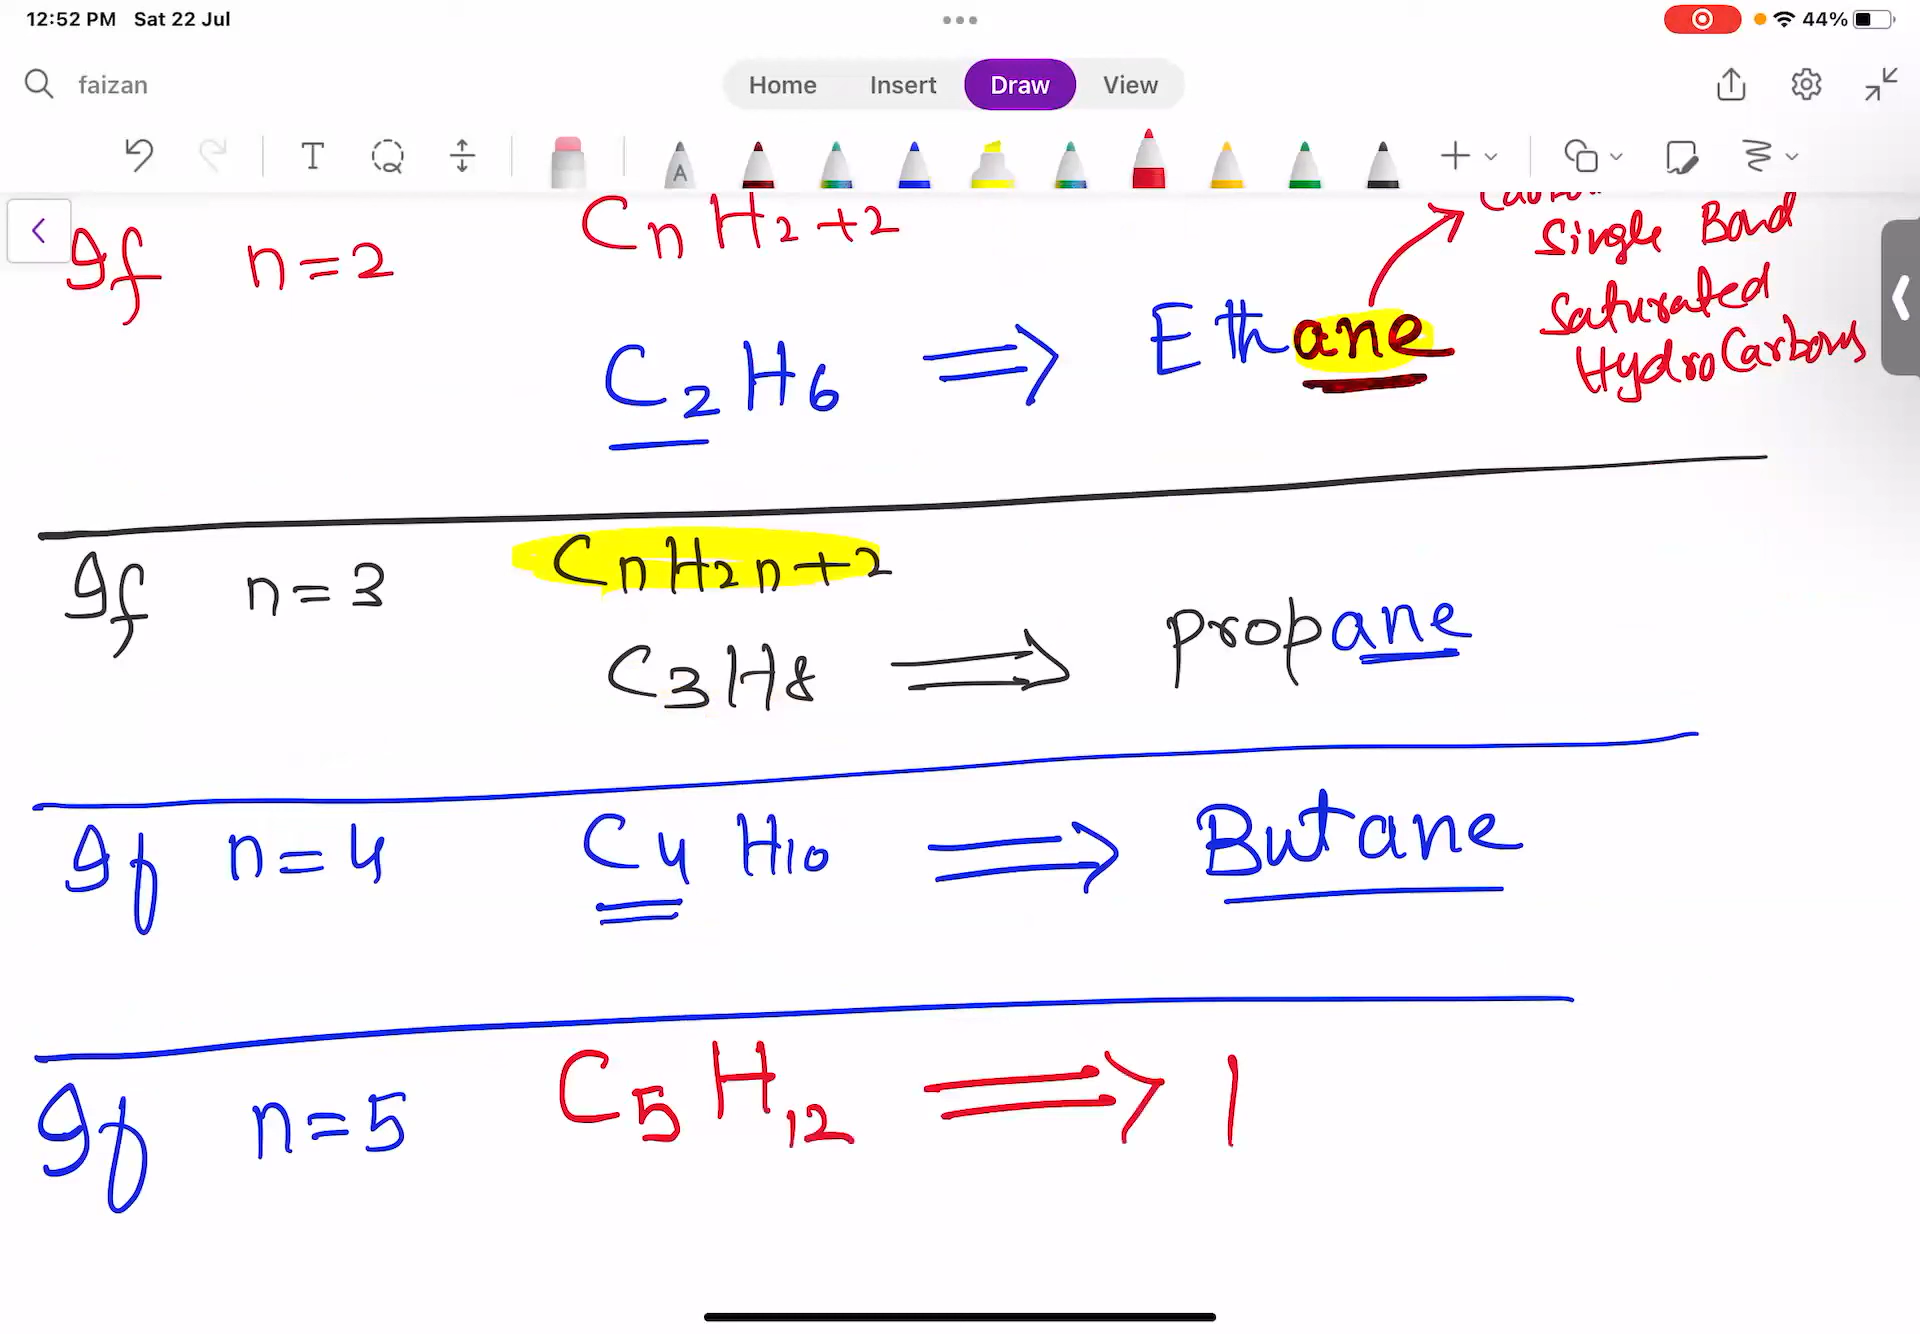 12:52 PM Sat 22 Jul
44%
faizan
Home Insert Draw View
T
A
If n=2 CnH2+2
Single Bond
Saturated
HydroCarbons
C2H6 ⟹ Ethane
If n=3 CnH2n+2
C3H8 ⟹ propane
If n=4 C4H10 ⟹ Butane
If n=5 C5H12 ⟹ |